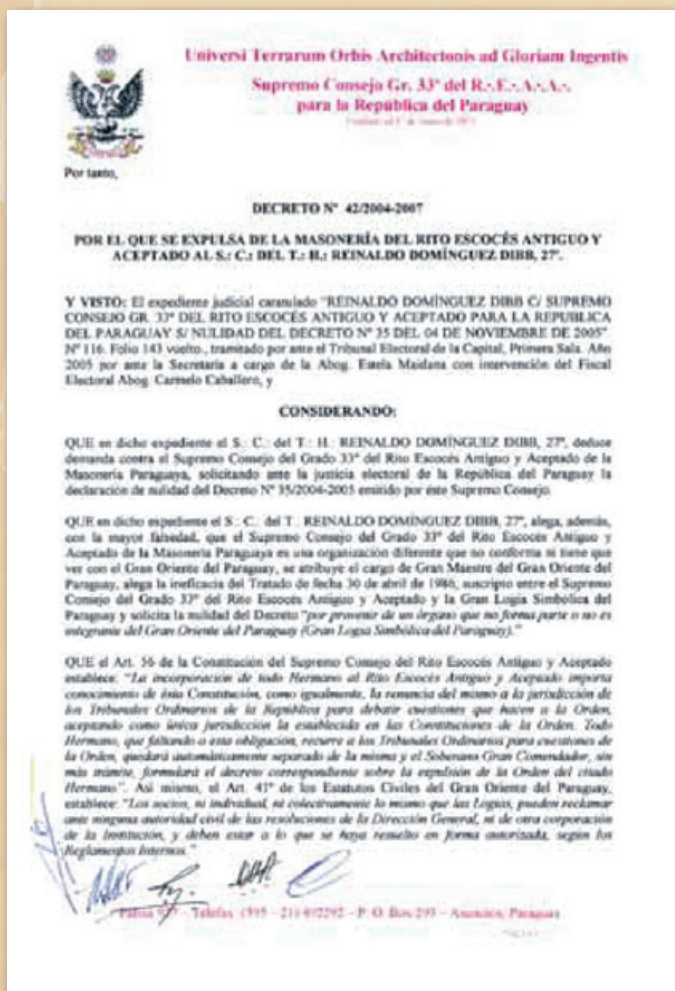 Universi Terrarum Orbis Architectonis ad Gloriam Ingentis
Supremo Consejo Gr. 33º del R.·.E.·.A.·.A.·.
para la República del Paraguay
Por tanto,
DECRETO Nº 42/2004-2007
POR EL QUE SE EXPULSA DE LA MASONERÍA DEL RITO ESCOCÉS ANTIGUO Y
ACEPTADO AL S.: C.: DEL T.: H.: REINALDO DOMÍNGUEZ DIBB, 27º.
Y VISTO: El expediente judicial caratulado "REINALDO DOMÍNGUEZ DIBB C/ SUPREMO
CONSEJO GR. 33º DEL RITO ESCOCÉS ANTIGUO Y ACEPTADO PARA LA REPUBLICA
DEL PARAGUAY S/ NULIDAD DEL DECRETO Nº 35 DEL 04 DE NOVIEMBRE DE 2005".
Nº 116. Folio 143 vuelto., tramitado por ante el Tribunal Electoral de la Capital, Primera Sala. Año
2005 por ante la Secretaría a cargo de la Abog. Estela Maidana con intervención del Fiscal
Electoral Abog. Carmelo Caballero, y
CONSIDERANDO:
QUE en dicho expediente el S.: C.: del T.: H.: REINALDO DOMÍNGUEZ DIBB, 27º, deduce
demanda contra el Supremo Consejo del Grado 33º del Rito Escocés Antiguo y Aceptado de la
Masonería Paraguaya, solicitando ante la justicia electoral de la República del Paraguay la
declaración de nulidad del Decreto Nº 35/2004-2005 emitido por éste Supremo Consejo.
QUE en dicho expediente el S.: C.: del T.: REINALDO DOMÍNGUEZ DIBB, 27º, alega, además,
con la mayor falsedad, que el Supremo Consejo del Grado 33º del Rito Escocés Antiguo y
Aceptado de la Masonería Paraguaya es una organización diferente que no conforma ni tiene que
ver con el Gran Oriente del Paraguay, se atribuye el cargo de Gran Maestre del Gran Oriente del
Paraguay, alega la ineficacia del Tratado de fecha 30 de abril de 1986, suscripto entre el Supremo
Consejo del Grado 33º del Rito Escocés Antiguo y Aceptado y la Gran Logia Simbólica del
Paraguay y solicita la nulidad del Decreto "por provenir de un órgano que no forma parte o no es
integrante del Gran Oriente del Paraguay (Gran Logia Simbólica del Paraguay)."
QUE el Art. 56 de la Constitución del Supremo Consejo del Rito Escocés Antiguo y Aceptado
establece: "La incorporación de todo Hermano al Rito Escocés Antiguo y Aceptado importa
conocimiento de ésta Constitución, como igualmente, la renuncia del mismo a la jurisdicción de
los Tribunales Ordinarios de la República para debatir cuestiones que hacen a la Orden,
aceptando como única jurisdicción la establecida en las Constituciones de la Orden. Todo
Hermano, que faltando a esta obligación, recurre a los Tribunales Ordinarios para cuestiones de
la Orden, quedará automáticamente separado de la misma y el Soberano Gran Comendador, sin
más trámite, formulará el decreto correspondiente sobre la expulsión de la Orden del citado
Hermano". Así mismo, el Art. 41º de los Estatutos Civiles del Gran Oriente del Paraguay,
establece: "Los socios, ni individual, ni colectivamente lo mismo que las Logias, pueden reclamar
ante ninguna autoridad civil de las resoluciones de la Dirección General, ni de otra corporación
de la Institución, y deben estar a lo que se haya resuelto en forma autorizada, según los
Reglamentos Internos."
Palma - Telefax (595 - 21) 492292 - P. O. Box 293 - Asunción, Paraguay